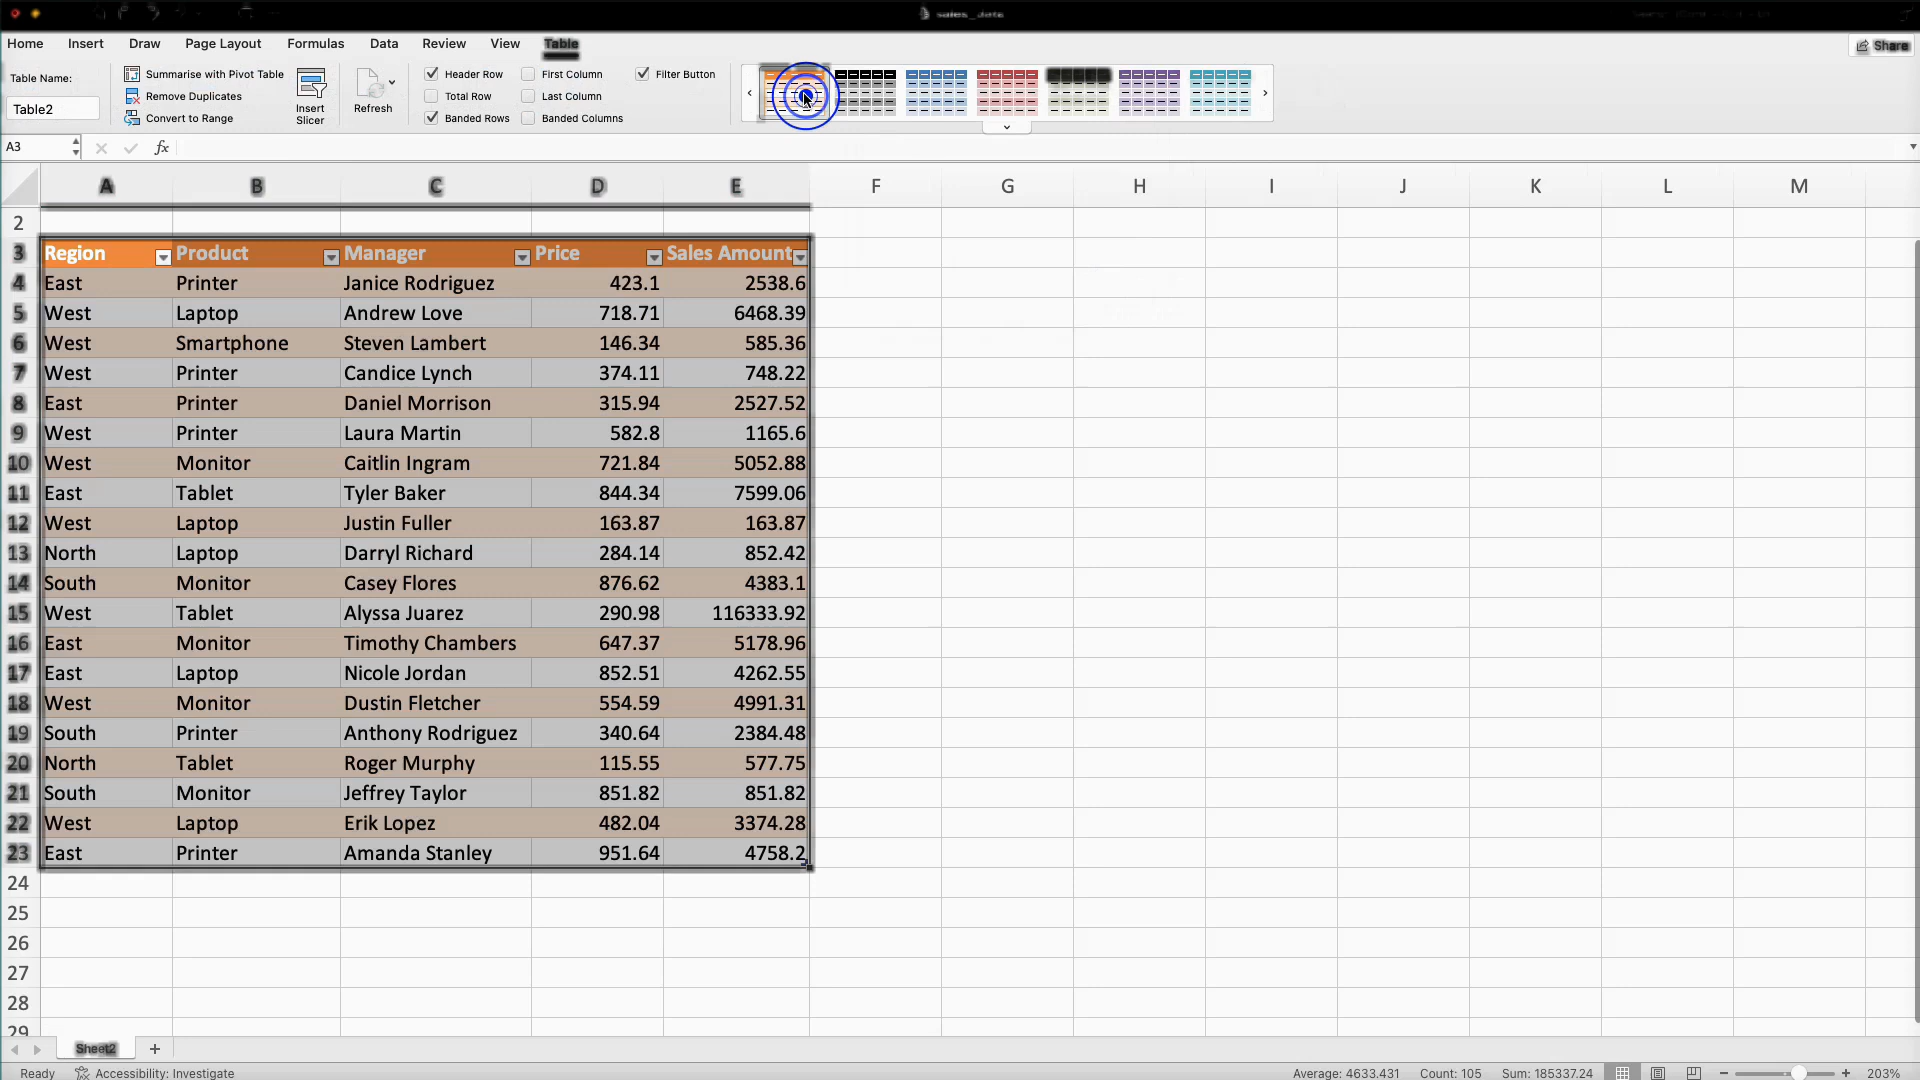 sales_data
Home Insert Draw Page Layout Formulas Data Review View Table Share
Table Name:
Table2
Summarise with Pivot Table
Remove Duplicates
Convert to Range
Insert Slicer
Refresh
Header Row First Column Filter Button
Total Row Last Column
Banded Rows Banded Columns
A3 fx
A B C D E F G H I J K L M
2
3 Region Product Manager Price Sales Amount
4 East Printer Janice Rodriguez 423.1 2538.6
5 West Laptop Andrew Love 718.71 6468.39
6 West Smartphone Steven Lambert 146.34 585.36
7 West Printer Candice Lynch 374.11 748.22
8 East Printer Daniel Morrison 315.94 2527.52
9 West Printer Laura Martin 582.8 1165.6
10 West Monitor Caitlin Ingram 721.84 5052.88
11 East Tablet Tyler Baker 844.34 7599.06
12 West Laptop Justin Fuller 163.87 163.87
13 North Laptop Darryl Richard 284.14 852.42
14 South Monitor Casey Flores 876.62 4383.1
15 West Tablet Alyssa Juarez 290.98 116333.92
16 East Monitor Timothy Chambers 647.37 5178.96
17 East Laptop Nicole Jordan 852.51 4262.55
18 West Monitor Dustin Fletcher 554.59 4991.31
19 South Printer Anthony Rodriguez 340.64 2384.48
20 North Tablet Roger Murphy 115.55 577.75
21 South Monitor Jeffrey Taylor 851.82 851.82
22 West Laptop Erik Lopez 482.04 3374.28
23 East Printer Amanda Stanley 951.64 4758.2
24
25
26
27
28
29
Sheet2 +
Ready Accessibility: Investigate Average: 4633.431 Count: 105 Sum: 185337.24 203%